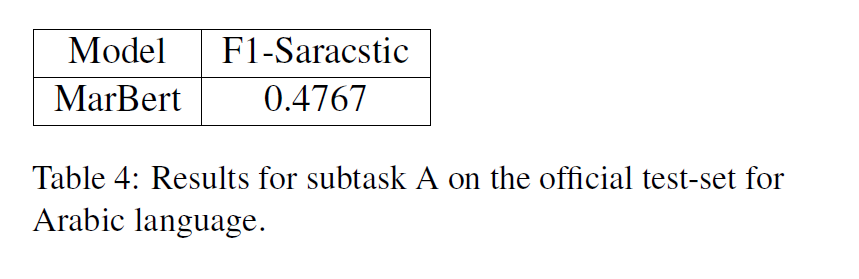 Model F1-Saracstic
MarBert 0.4767
Table 4: Results for subtask A on the official test-set for
Arabic language.